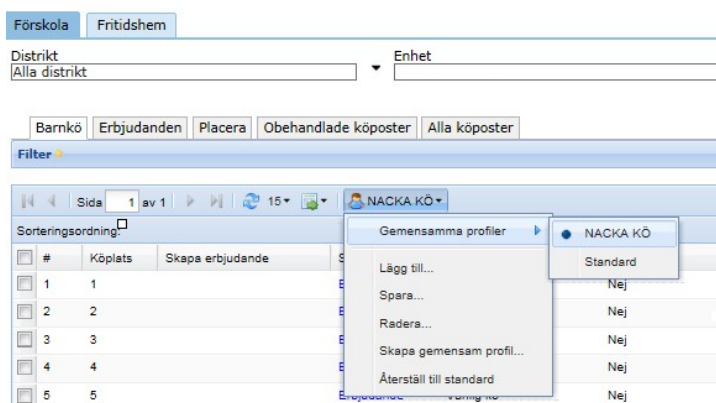 Förskola Fritidshem
Distrikt Enhet
Alla distrikt
Barnkö Erbjudanden Placera Obehandlade köposter Alla köposter
Filter
Sida 1 av 1 15 NACKA KÖ
Sorteringsordning: Gemensamma profiler NACKA KÖ
# Köplats Skapa erbjudande S Lägg till... Standard
1 1 Nej
Spara...
2 2 Nej
Radera...
3 3 Nej
Skapa gemensam profil...
4 4 Nej
Återställ till standard
5 5 Nej